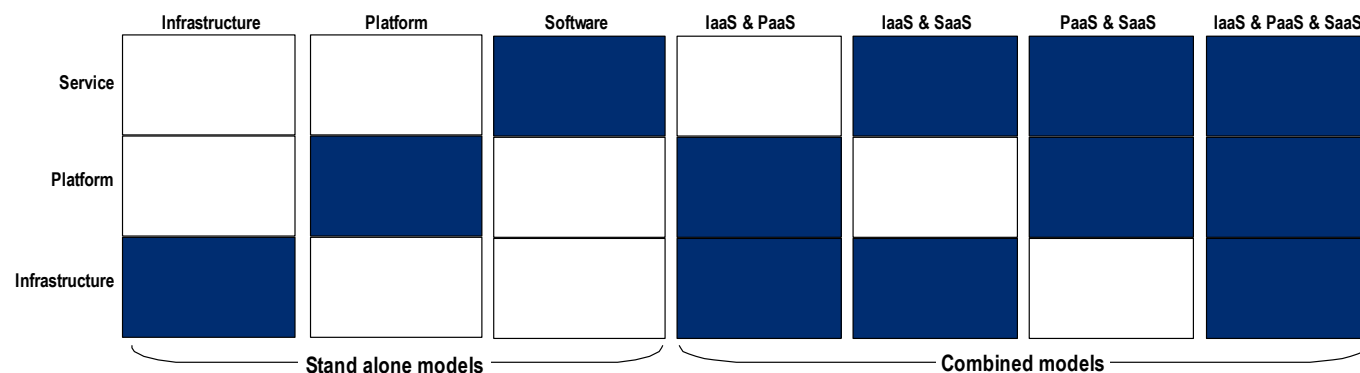 Infrastructure Platform Software IaaS & PaaS IaaS & SaaS PaaS & SaaS IaaS & PaaS & SaaS
Service
Platform
Infrastructure
Stand alone models Combined models